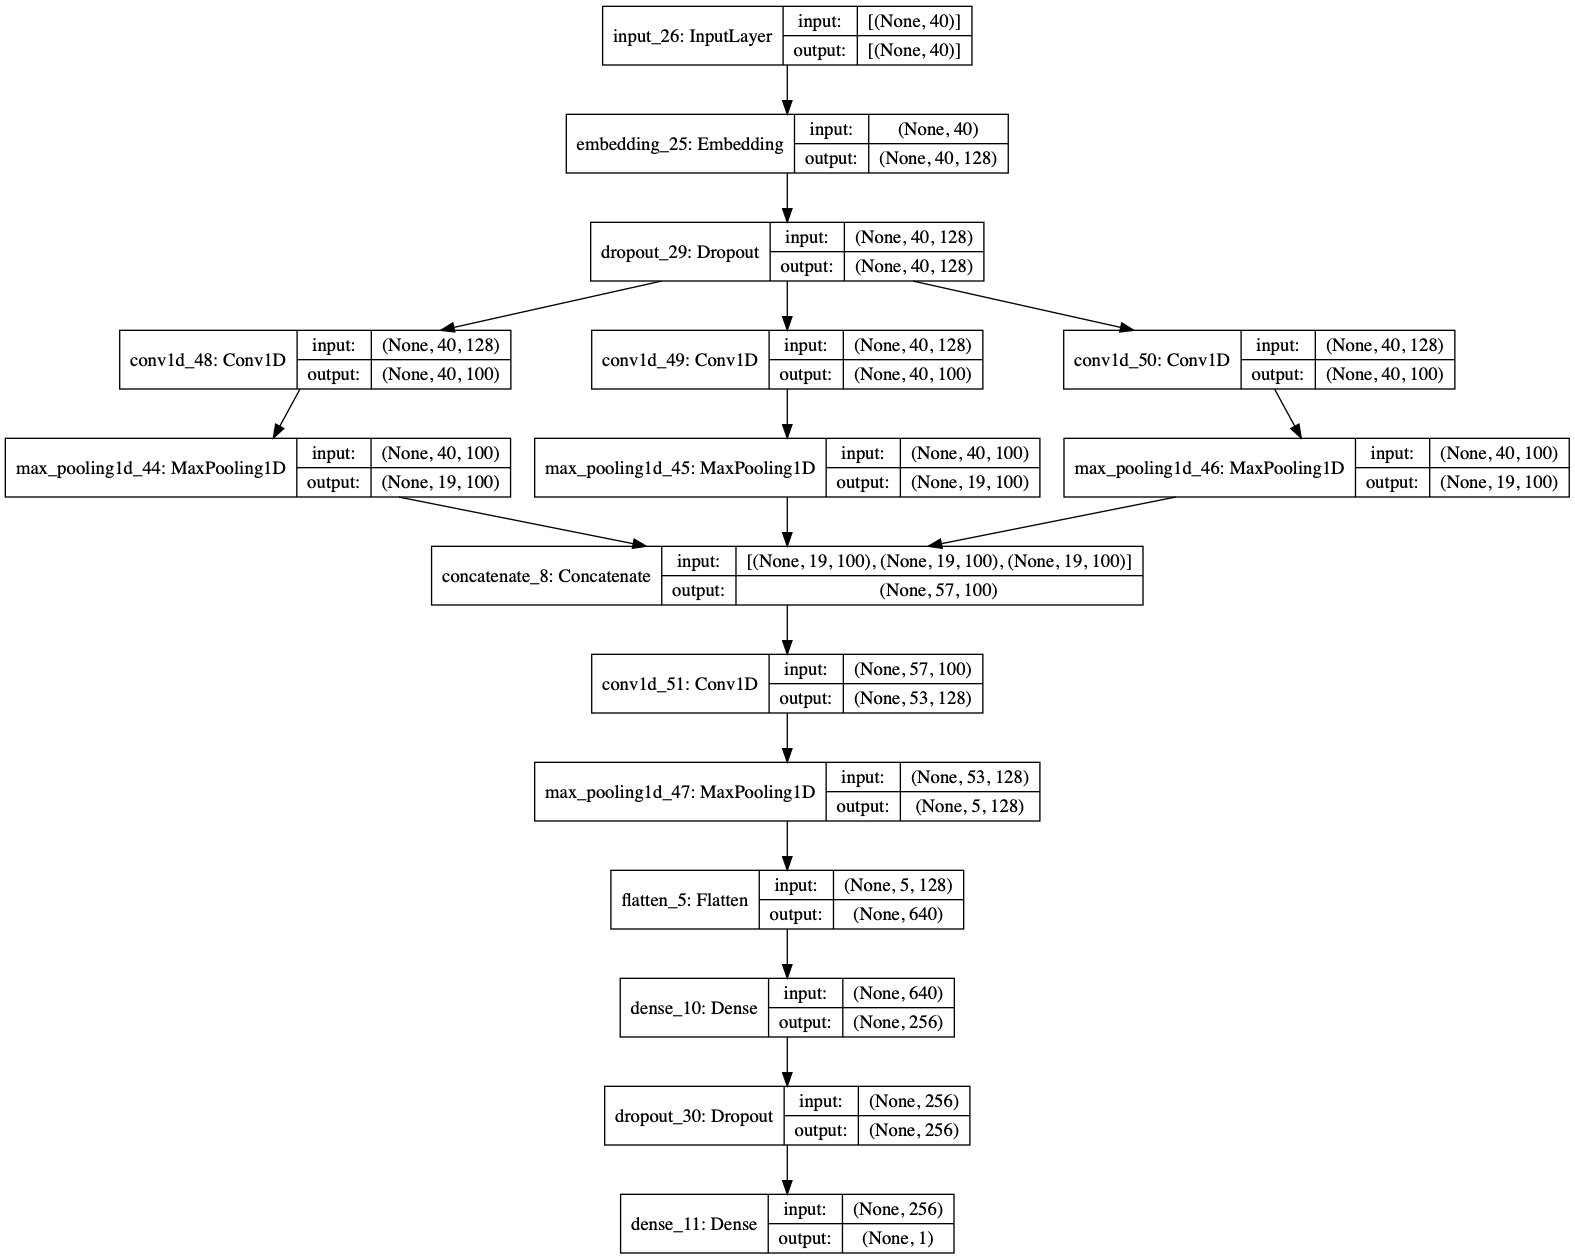 input_26: InputLayer
input: [(None, 40)]
output: [(None, 40)]
embedding_25: Embedding
input: (None, 40)
output: (None, 40, 128)
dropout_29: Dropout
input: (None, 40, 128)
output: (None, 40, 128)
conv1d_48: Conv1D
input: (None, 40, 128)
output: (None, 40, 100)
conv1d_49: Conv1D
input: (None, 40, 128)
output: (None, 40, 100)
conv1d_50: Conv1D
input: (None, 40, 128)
output: (None, 40, 100)
max_pooling1d_44: MaxPooling1D
input: (None, 40, 100)
output: (None, 19, 100)
max_pooling1d_45: MaxPooling1D
input: (None, 40, 100)
output: (None, 19, 100)
max_pooling1d_46: MaxPooling1D
input: (None, 40, 100)
output: (None, 19, 100)
concatenate_8: Concatenate
input: [(None, 19, 100), (None, 19, 100), (None, 19, 100)]
output: (None, 57, 100)
conv1d_51: Conv1D
input: (None, 57, 100)
output: (None, 53, 128)
max_pooling1d_47: MaxPooling1D
input: (None, 53, 128)
output: (None, 5, 128)
flatten_5: Flatten
input: (None, 5, 128)
output: (None, 640)
dense_10: Dense
input: (None, 640)
output: (None, 256)
dropout_30: Dropout
input: (None, 256)
output: (None, 256)
dense_11: Dense
input: (None, 256)
output: (None, 1)